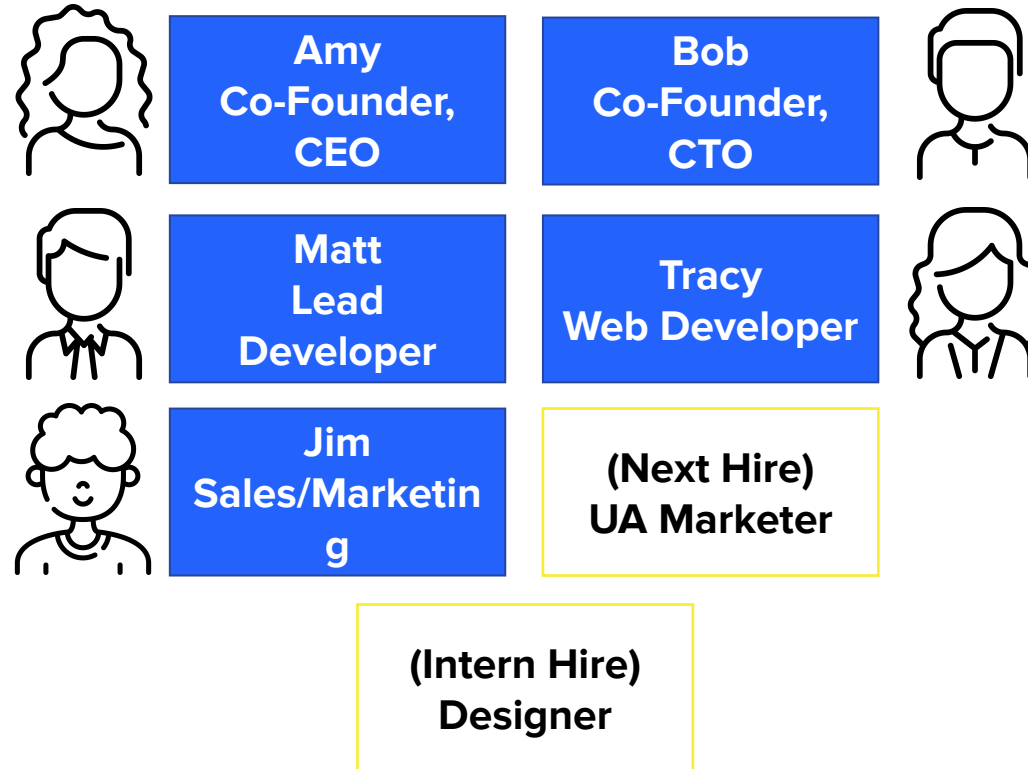 Amy
Co-Founder,
CEO
Bob
Co-Founder,
CTO
Matt
Lead
Developer
Tracy
Web Developer
Jim
Sales/Marketin
g
(Next Hire)
UA Marketer
(Intern Hire)
Designer